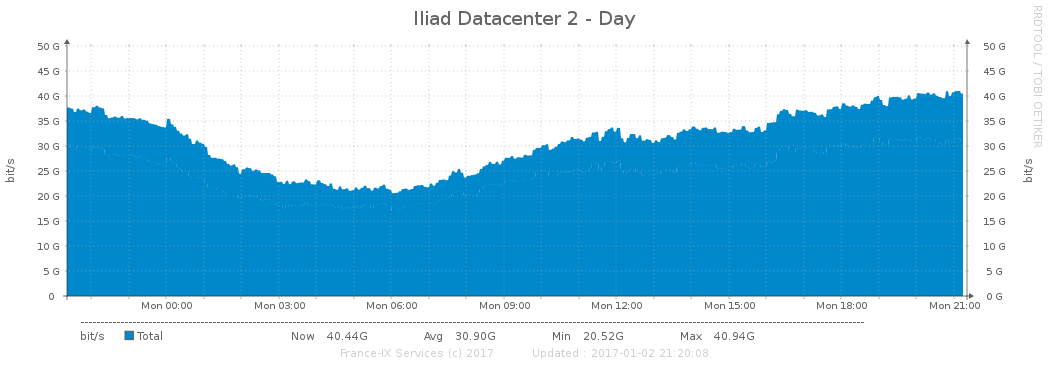 Iliad Datacenter 2 - Day
RRDTOOL / TOBI OETIKER
50 G 50 G
45 G 45 G
40 G 40 G
35 G 35 G
30 G 30 G
25 G 25 G
20 G 20 G
15 G 15 G
10 G 10 G
5 G 5 G
0 0 G
bit/s bit/s
Mon 00:00 Mon 03:00 Mon 06:00 Mon 09:00 Mon 12:00 Mon 15:00 Mon 18:00 Mon 21:00
bit/s Total Now 40.44G Avg 30.90G Min 20.52G Max 40.94G
France-IX Services (c) 2017 Updated : 2017-01-02 21:20:08